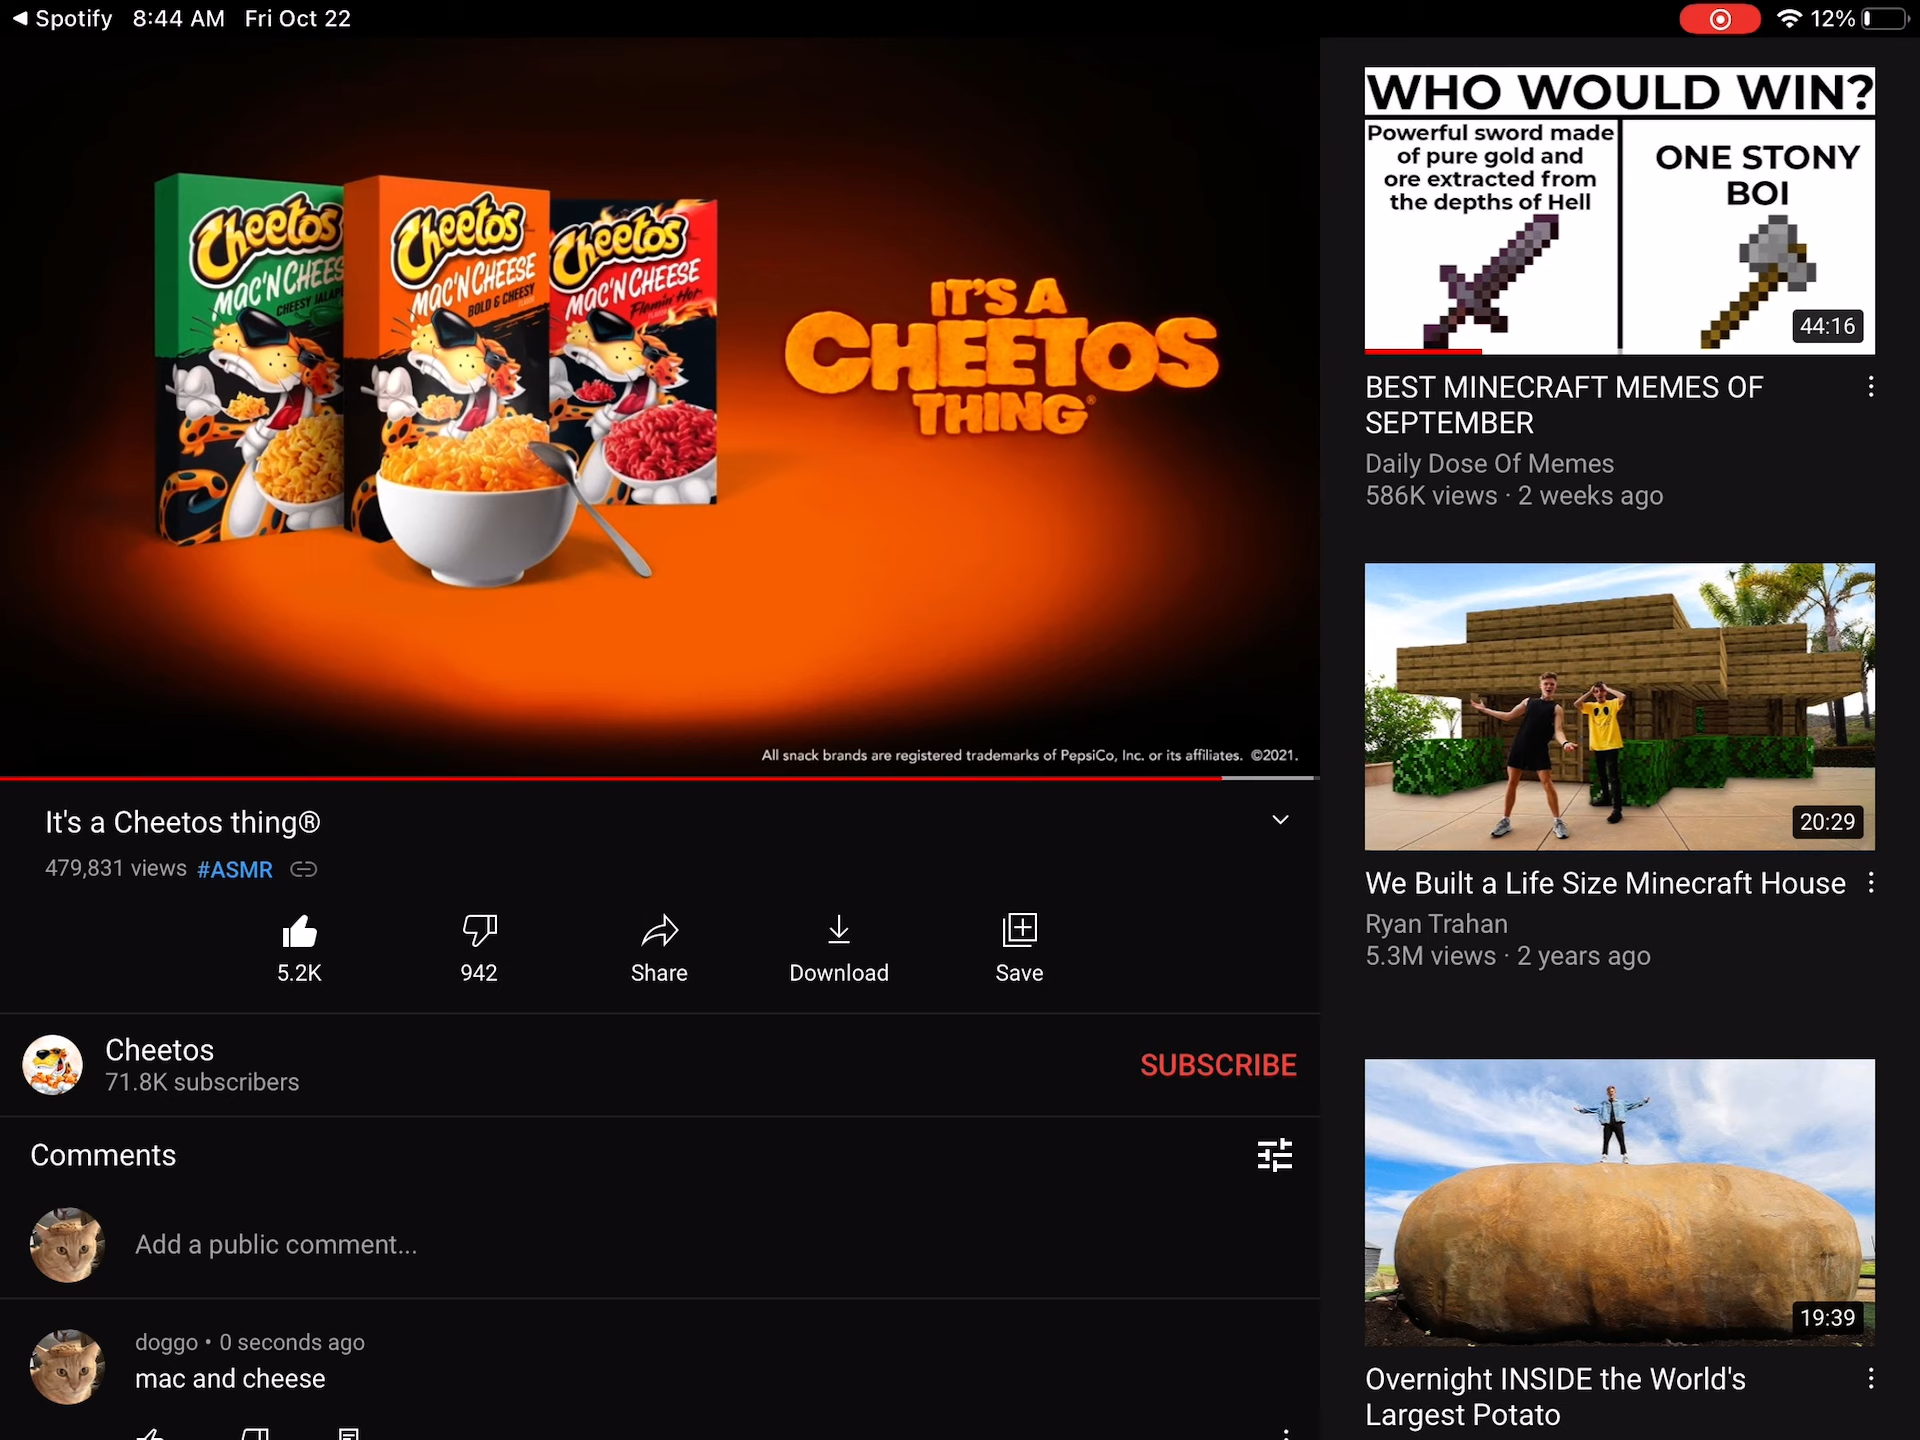 Spotify 8:44 AM Fri Oct 22
12%
Cheetos
MAC'N CHEES
CHEESY JALAP
Cheetos
MAC'N CHEESE
BOLD & CHEESY
Cheetos
MAC'N CHEESE
Flamin' Hot
IT'S A
CHEETOS
THING®
All snack brands are registered trademarks of PepsiCo, Inc. or its affiliates. ©2021.
It's a Cheetos thing®
479,831 views #ASMR
5.2K
942
Share
Download
Save
Cheetos
71.8K subscribers
SUBSCRIBE
Comments
Add a public comment...
doggo • 0 seconds ago
mac and cheese
WHO WOULD WIN?
Powerful sword made
of pure gold and
ore extracted from
the depths of Hell
ONE STONY
BOI
44:16
BEST MINECRAFT MEMES OF
SEPTEMBER
Daily Dose Of Memes
586K views · 2 weeks ago
20:29
We Built a Life Size Minecraft House
Ryan Trahan
5.3M views · 2 years ago
19:39
Overnight INSIDE the World's
Largest Potato